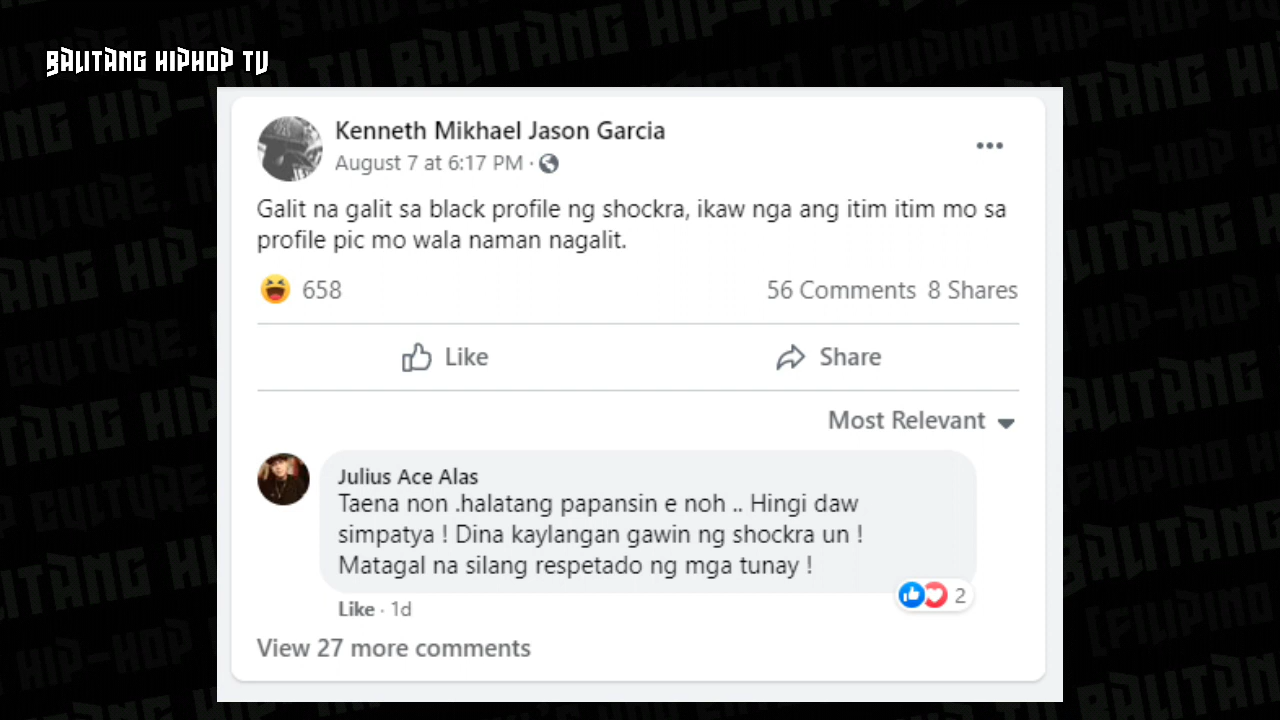 BALITANG HIPHOP TV
Kenneth Mikhael Jason Garcia
August 7 at 6:17 PM ·
Galit na galit sa black profile ng shockra, ikaw nga ang itim itim mo sa
profile pic mo wala naman nagalit.
658
56 Comments 8 Shares
Like
Share
Most Relevant
Julius Ace Alas
Taena non .halatang papansin e noh .. Hingi daw
simpatya ! Dina kaylangan gawin ng shockra un !
Matagal na silang respetado ng mga tunay !
2
Like · 1d
View 27 more comments